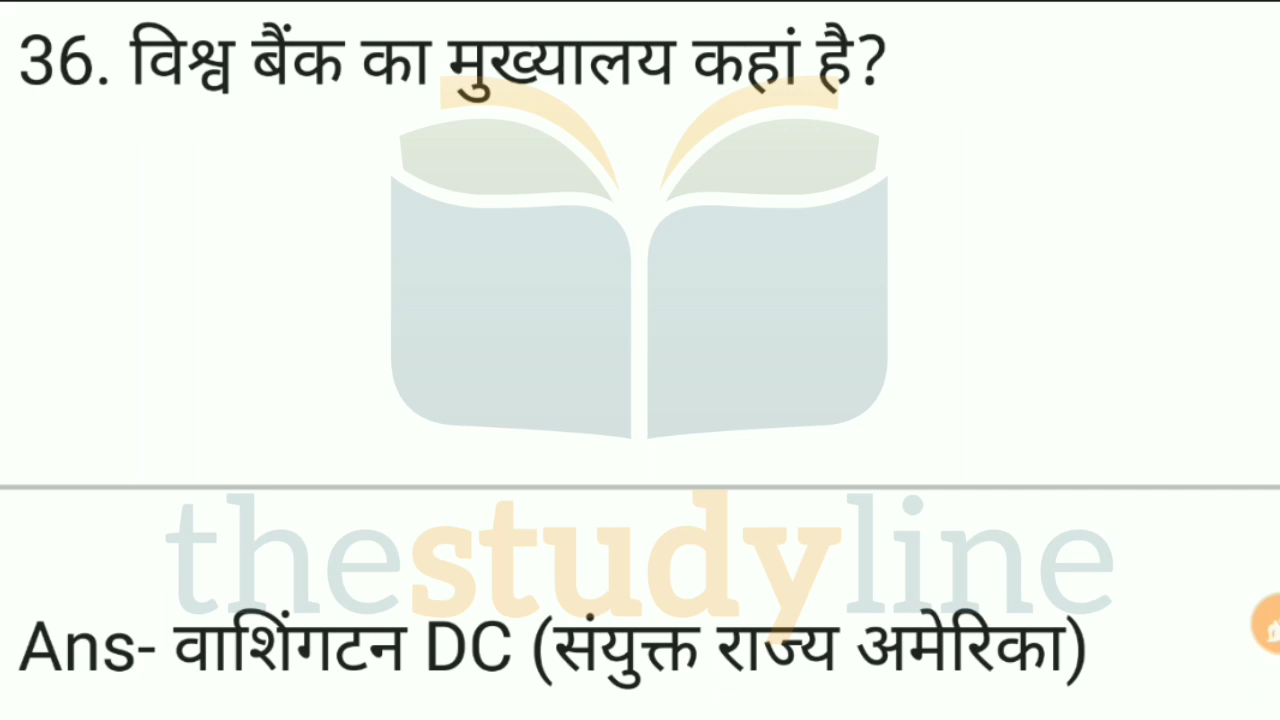 36. विश्व बैंक का मुख्यालय कहां है?
thestudyline
Ans- वाशिंगटन DC (संयुक्त राज्य अमेरिका)